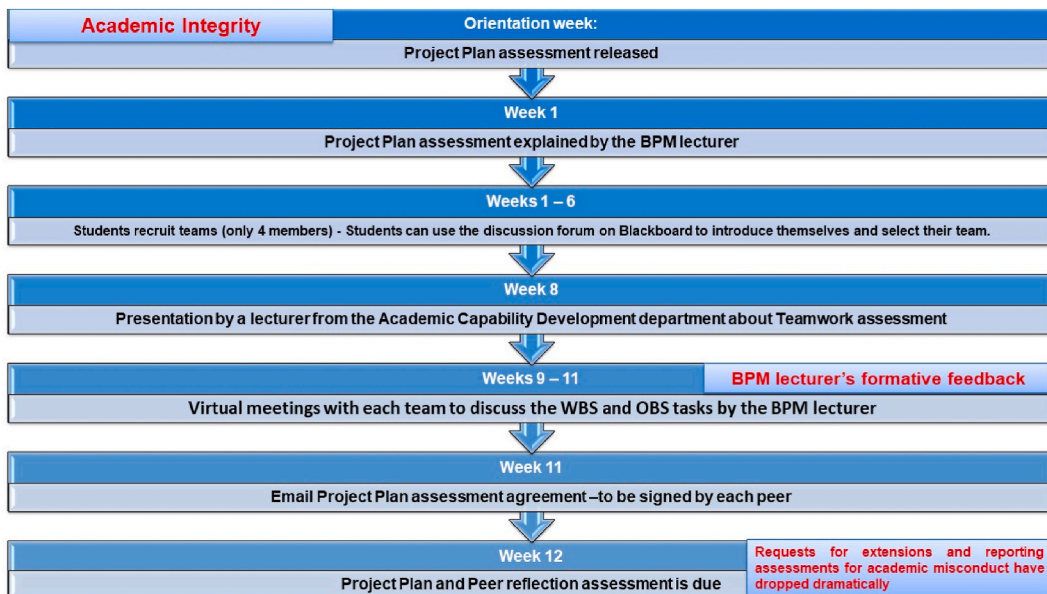 Academic Integrity
Orientation week:
Project Plan assessment released
Week 1
Project Plan assessment explained by the BPM lecturer
Weeks 1 – 6
Students recruit teams (only 4 members) - Students can use the discussion forum on Blackboard to introduce themselves and select their team.
Week 8
Presentation by a lecturer from the Academic Capability Development department about Teamwork assessment
Weeks 9 – 11
BPM lecturer's formative feedback
Virtual meetings with each team to discuss the WBS and OBS tasks by the BPM lecturer
Week 11
Email Project Plan assessment agreement –to be signed by each peer
Week 12
Requests for extensions and reporting
assessments for academic misconduct have
dropped dramatically
Project Plan and Peer reflection assessment is due